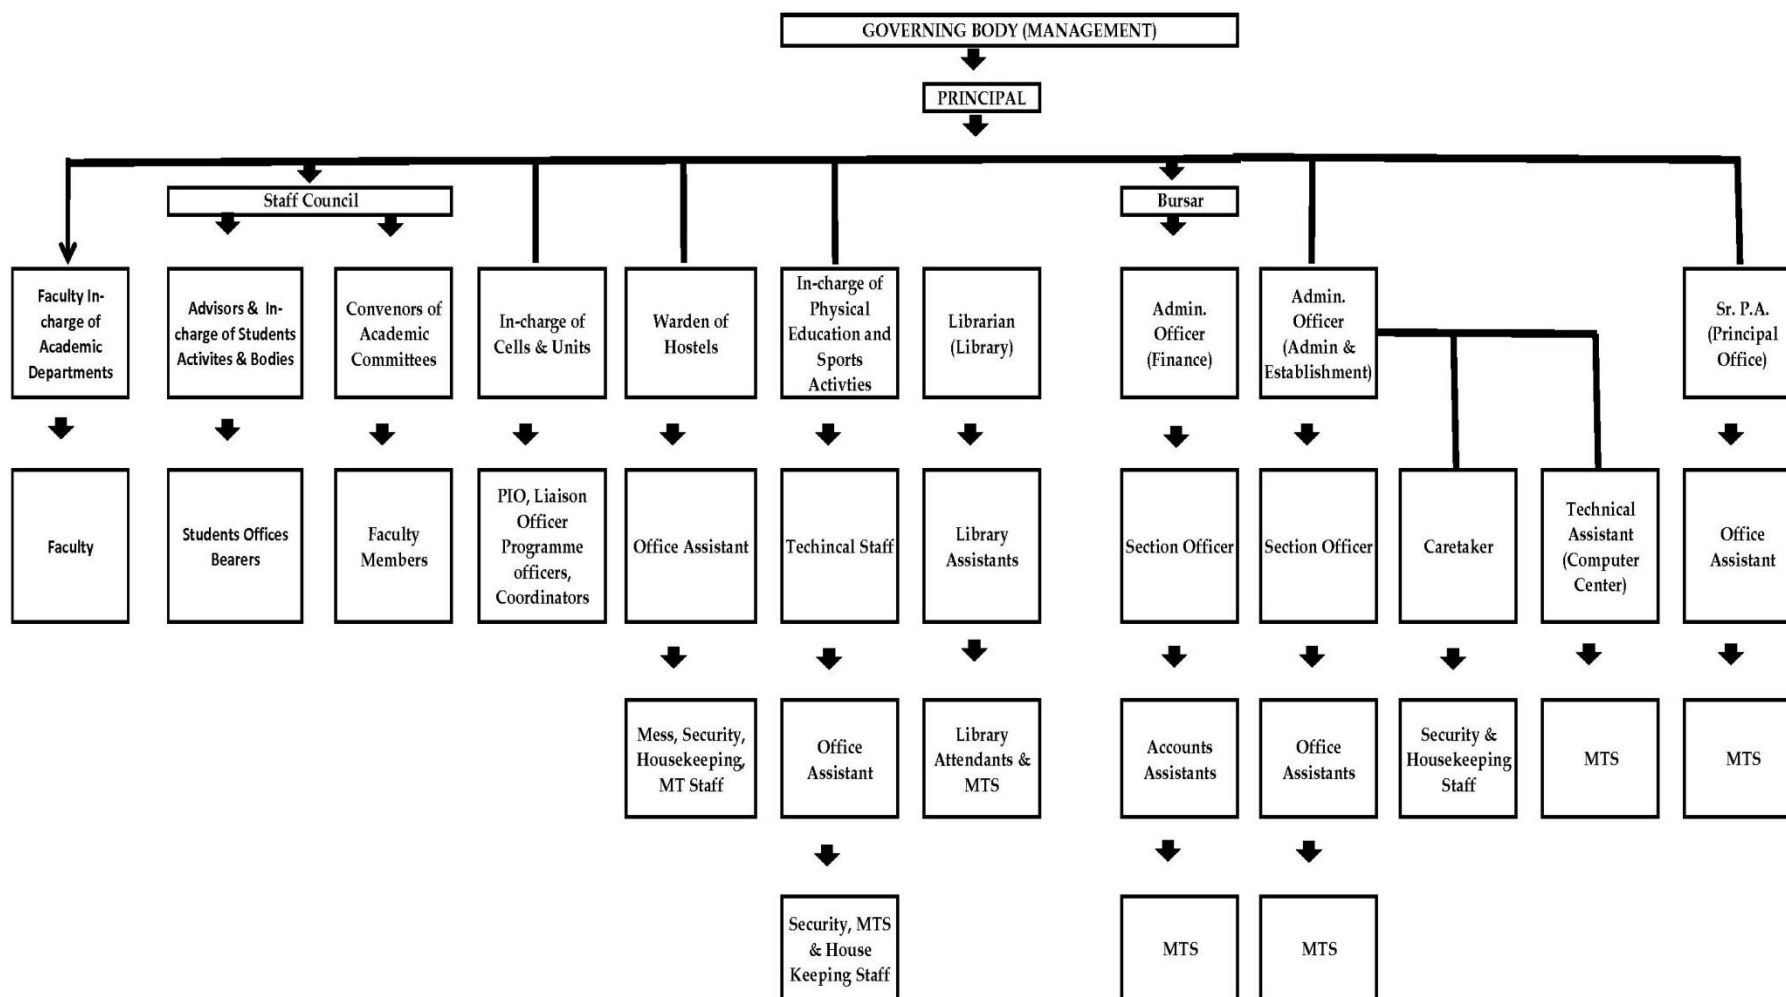 GOVERNING BODY (MANAGEMENT)
PRINCIPAL
Staff Council
Bursar
Faculty In-
charge of
Academic
Departments
Advisors & In-
charge of Students
Activites & Bodies
Convenors of
Academic
Committees
In-charge of
Cells & Units
Warden of
Hostels
In-charge of
Physical
Education and
Sports
Activties
Librarian
(Library)
Admin.
Officer
(Finance)
Admin.
Officer
(Admin &
Establishment)
Sr. P.A.
(Principal
Office)
Faculty
Students Offices
Bearers
Faculty
Members
PIO, Liaison
Officer
Programme
officers,
Coordinators
Office Assistant
Techincal Staff
Library
Assistants
Section Officer
Section Officer
Caretaker
Technical
Assistant
(Computer
Center)
Office
Assistant
Mess, Security,
Housekeeping,
MT Staff
Office
Assistant
Library
Attendants &
MTS
Accounts
Assistants
Office
Assistants
Security &
Housekeeping
Staff
MTS
MTS
Security, MTS
& House
Keeping Staff
MTS
MTS